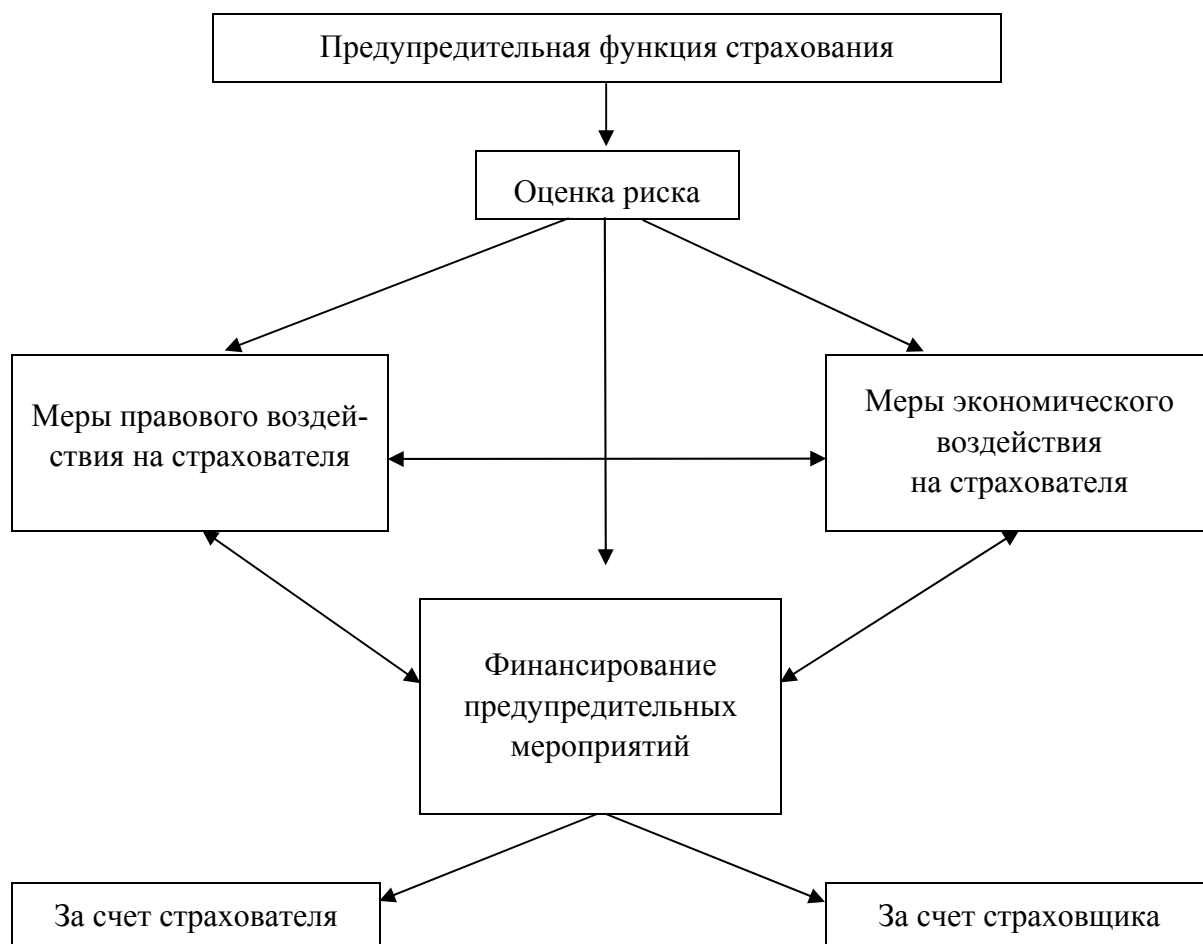 Предупредительная функция страхования
Оценка риска
Меры правового воздей-
ствия на страхователя
Меры экономического
воздействия
на страхователя
Финансирование
предупредительных
мероприятий
За счет страхователя
За счет страховщика